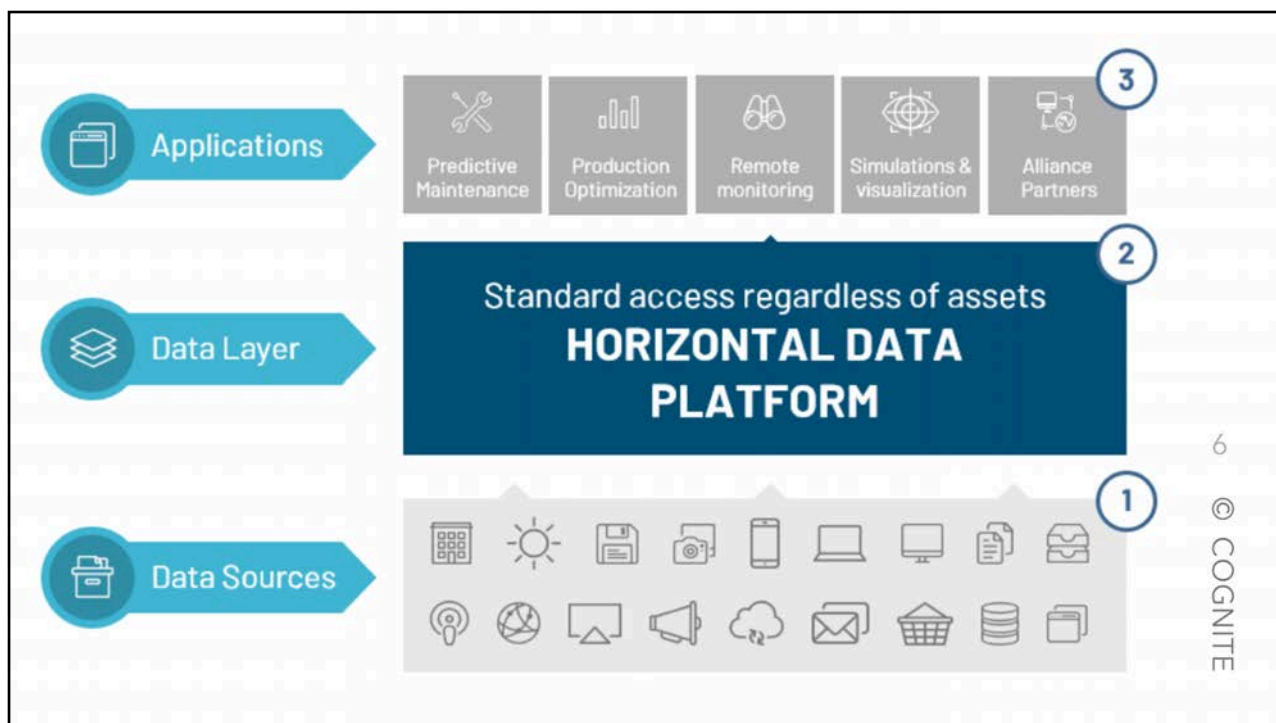 Applications
Predictive
Maintenance
Production
Optimization
Remote
monitoring
Simulations &
visualization
Alliance
Partners
3
Data Layer
Standard access regardless of assets
HORIZONTAL DATA
PLATFORM
2
Data Sources
1
6
© COGNITE